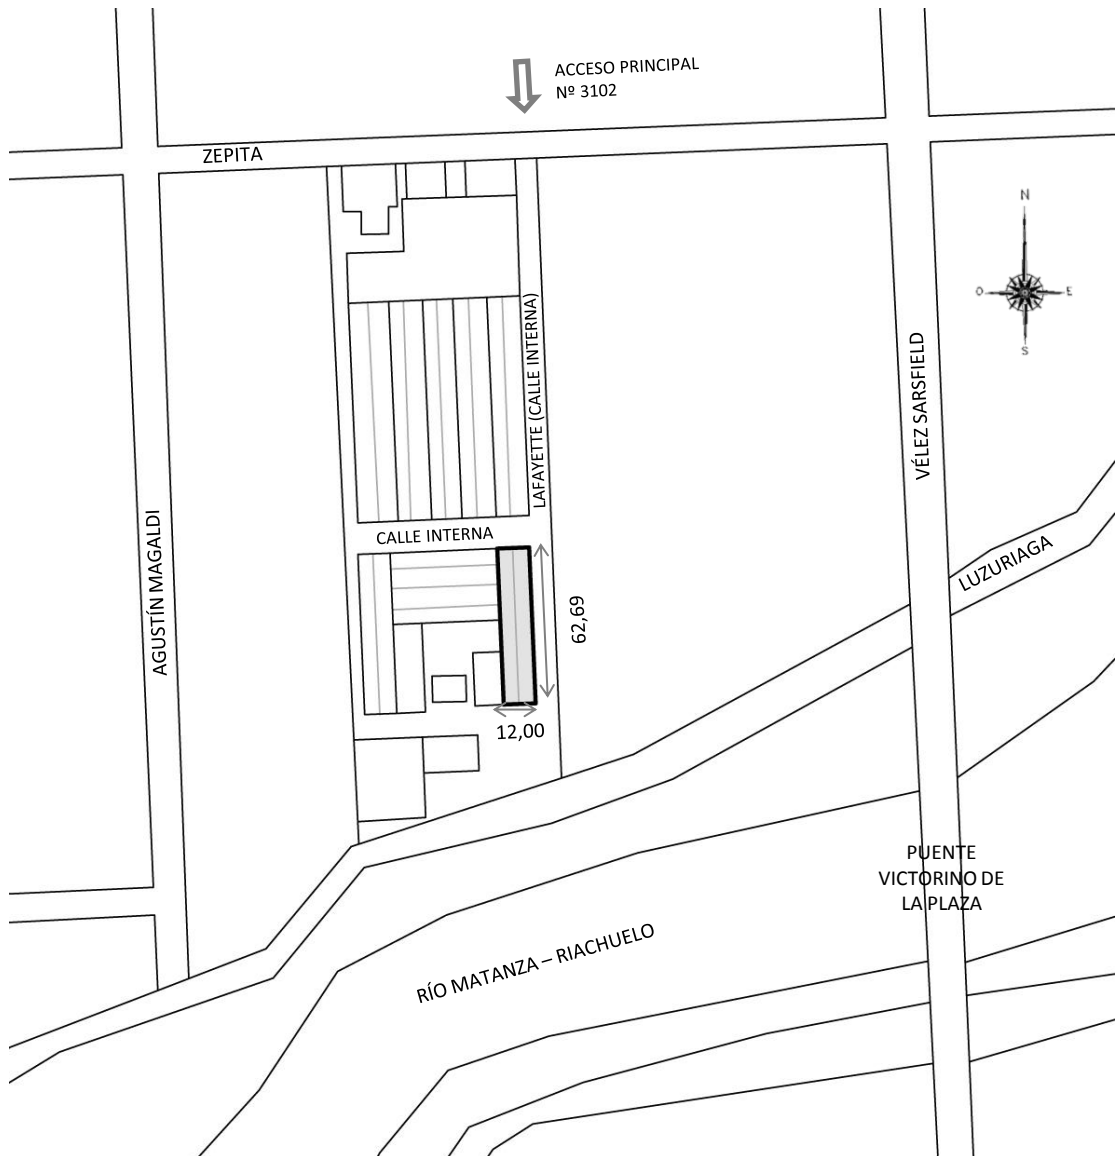 ACCESO PRINCIPAL
Nº 3102
ZEPITA
N
O
E
S
LAFAYETTE (CALLE INTERNA)
VÉLEZ SARSFIELD
AGUSTÍN MAGALDI
CALLE INTERNA
LUZURIAGA
62,69
12,00
PUENTE
VICTORINO DE
LA PLAZA
RÍO MATANZA – RIACHUELO